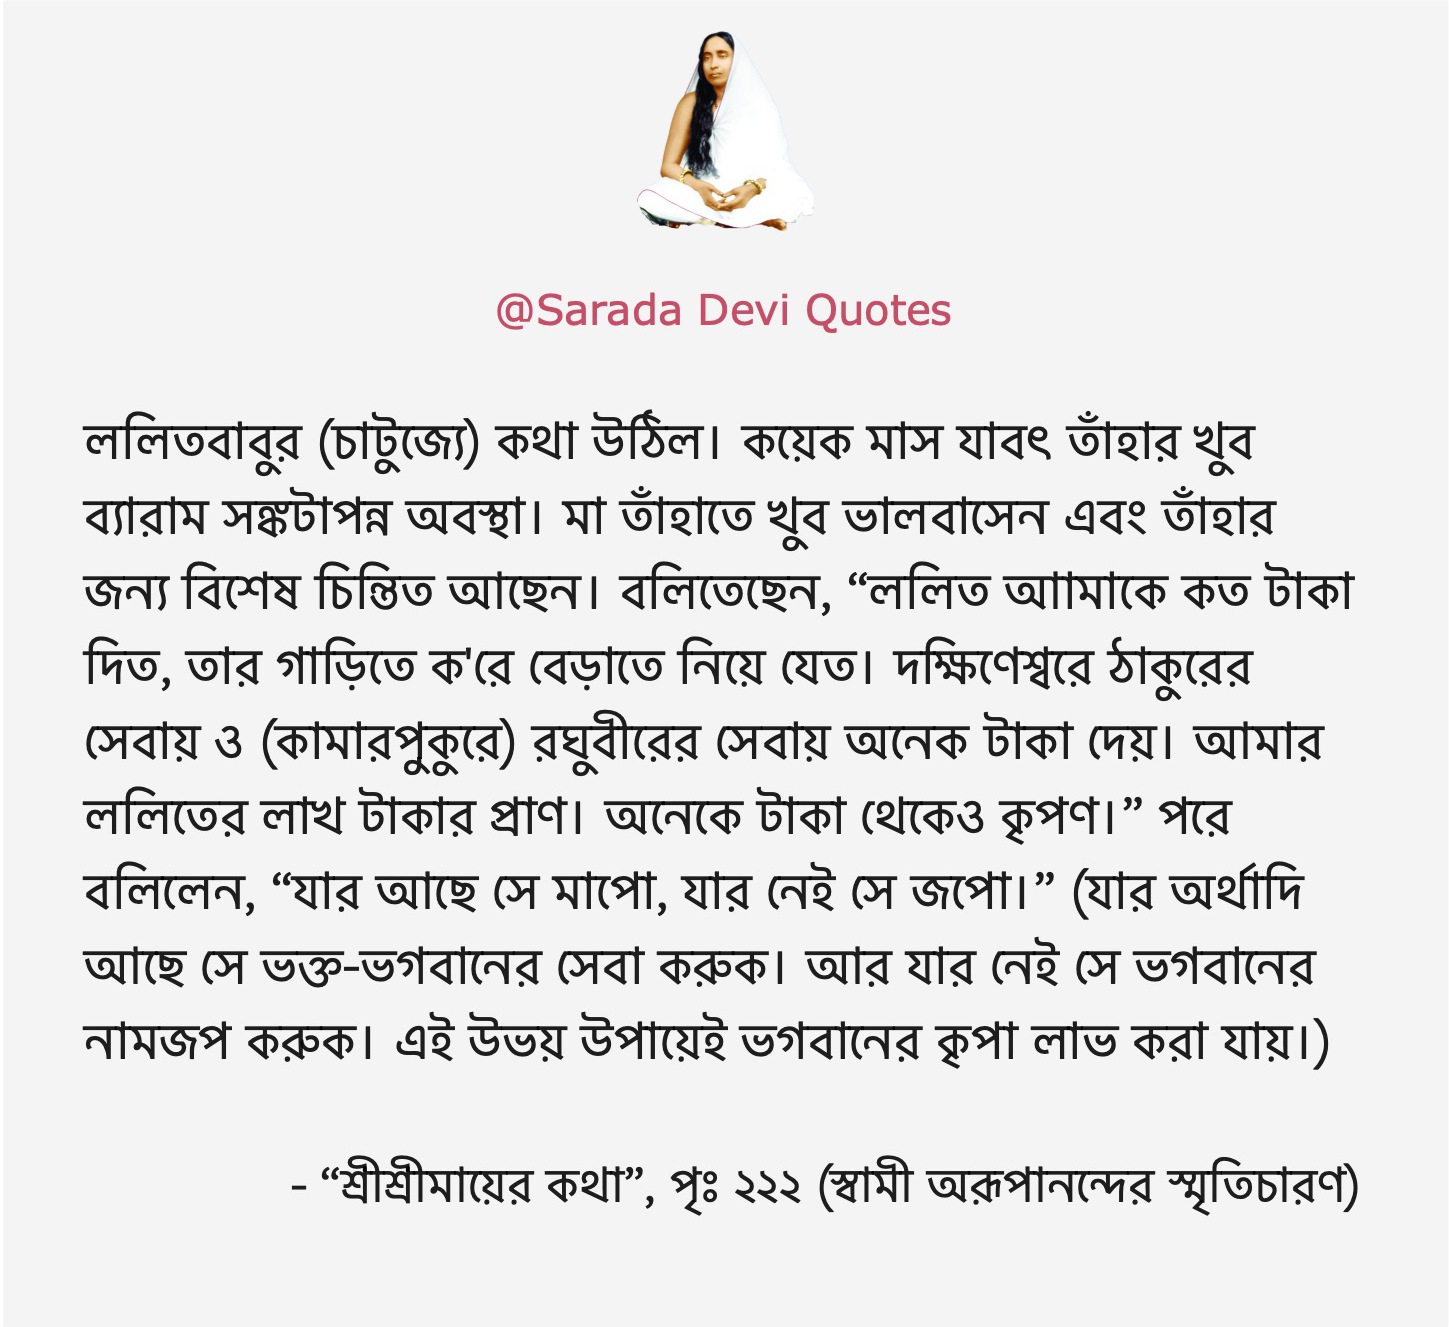 @Sarada Devi Quotes
ললিতবাবুর (চাটুজ্যে) কথা উঠিল। কয়েক মাস যাবৎ তাঁহার খুব
ব্যারাম সঙ্কটাপন্ন অবস্থা। মা তাঁহাতে খুব ভালবাসেন এবং তাঁহার
জন্য বিশেষ চিন্তিত আছেন। বলিতেছেন, “ললিত আামাকে কত টাকা
দিত, তার গাড়িতে ক'রে বেড়াতে নিয়ে যেত। দক্ষিণেশ্বরে ঠাকুরের
সেবায় ও (কামারপুকুরে) রঘুবীরের সেবায় অনেক টাকা দেয়। আমার
ললিতের লাখ টাকার প্রাণ। অনেকে টাকা থেকেও কৃপণ।” পরে
বলিলেন, “যার আছে সে মাপো, যার নেই সে জপো।” (যার অর্থাদি
আছে সে ভক্ত-ভগবানের সেবা করুক। আর যার নেই সে ভগবানের
নামজপ করুক। এই উভয় উপায়েই ভগবানের কৃপা লাভ করা যায়।)
- “শ্রীশ্রীমায়ের কথা”, পৃঃ ২২২ (স্বামী অরূপানন্দের স্মৃতিচারণ)